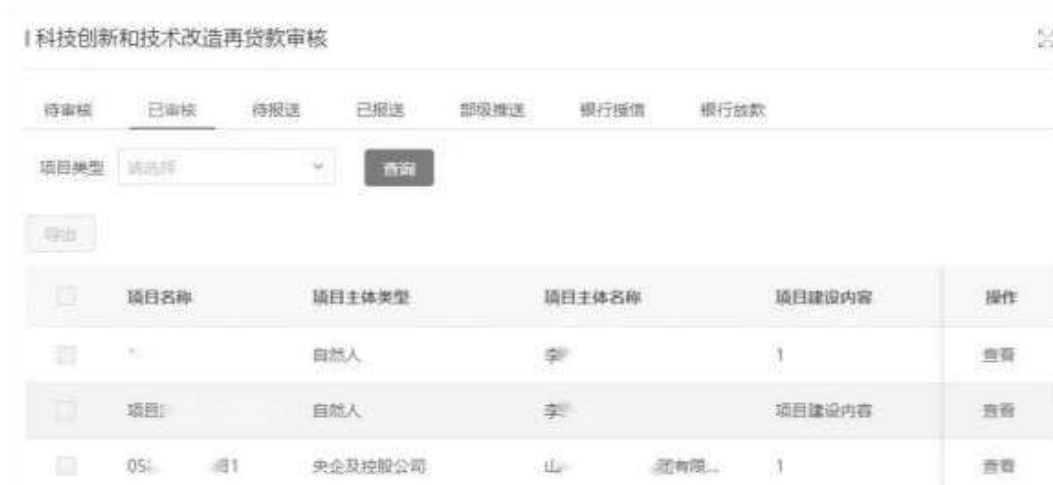 科技创新和技术改造再贷款审核
待审核 已审核 待报送 已报送 部级推送 银行授信 银行放款
项目类型 请选择 查询
导出
项目名称 项目主体类型 项目主体名称 项目建设内容 操作
自然人 李 1 查看
项目 自然人 李 项目建设内容 查看
05 1 央企及控股公司 山 团有限... 1 查看